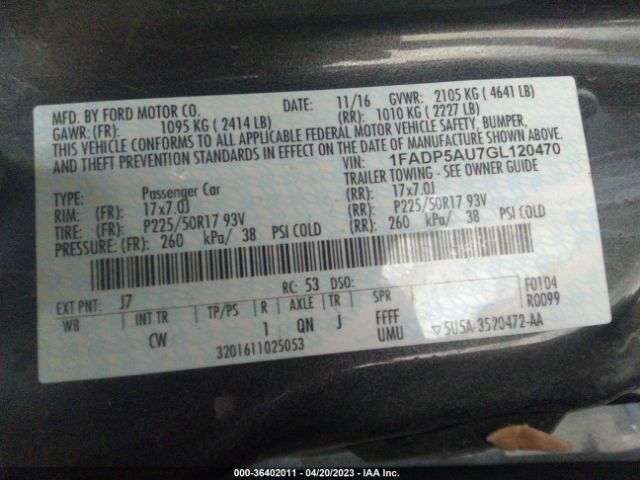 MFD. BY FORD MOTOR CO. DATE: 11/16 GVWR: 2105 KG ( 4641 LB)
GAWR: (FR): 1095 KG ( 2414 LB) (RR): 1010 KG ( 2227 LB)
THIS VEHICLE CONFORMS TO ALL APPLICABLE FEDERAL MOTOR VEHICLE SAFETY, BUMPER,
AND THEFT PREVENTION STANDARDS IN EFFECT ON THE DATE OF MANUFACTURE SHOWN ABOVE.
VIN: 1FADP5AU7GL120470
TYPE: Passenger Car TRAILER TOWING - SEE OWNER GUIDE
RIM: (FR): 17x7.0J (RR): 17x7.0J
TIRE: (FR): P225/50R17 93V (RR): P225/50R17 93V
PRESSURE: (FR): 260 kPa/ 38 PSI COLD (RR): 260 kPa/ 38 PSI COLD
EXT PNT: J7 RC: 53 DSO: F0104
WB INT TR TP/PS R AXLE TR SPR R0099
CW 1 QN J FFFF
UMU 5U5A-3520472-AA
3201611025053
000-36402011 - 04/20/2023 - IAA Inc.